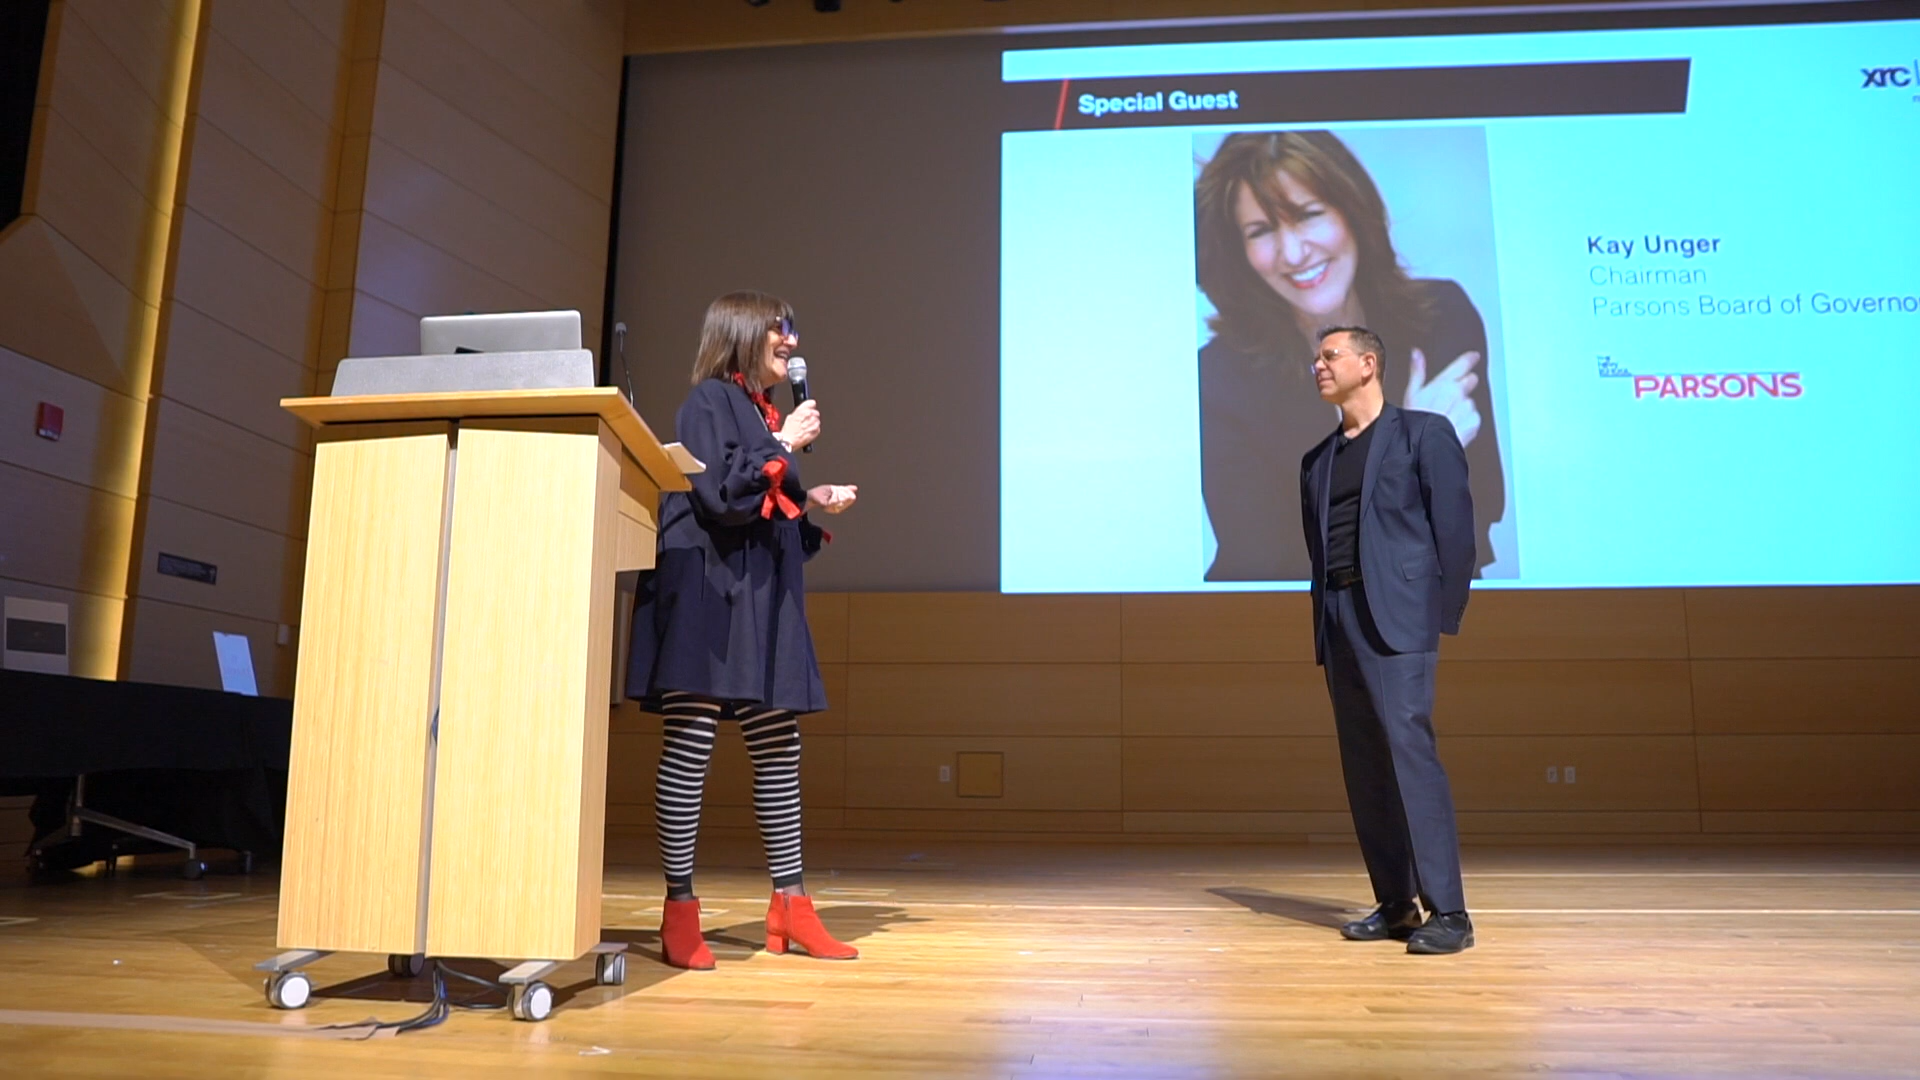 Special Guest
xrc
Kay Unger
Chairman
Parsons Board of Governo
PARSONS